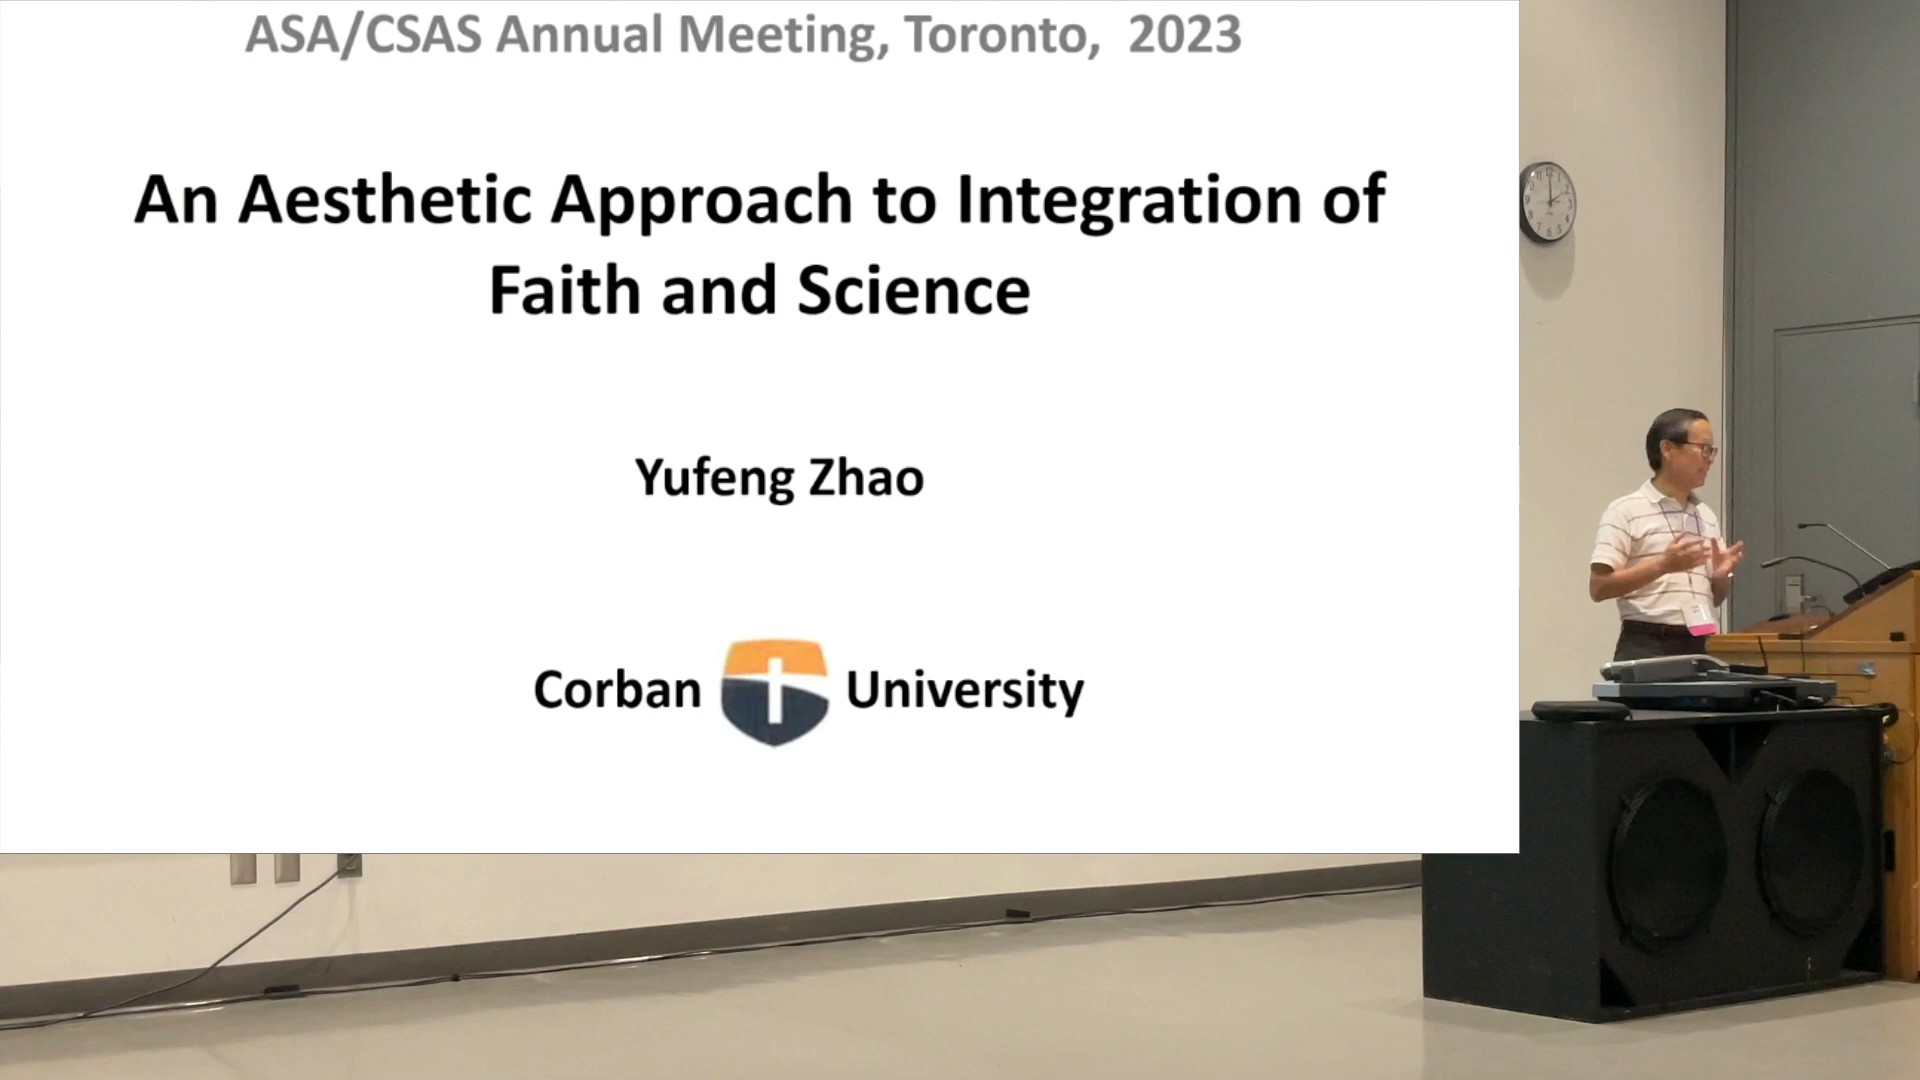 ASA/CSAS Annual Meeting, Toronto, 2023
An Aesthetic Approach to Integration of
Faith and Science
Yufeng Zhao
Corban University